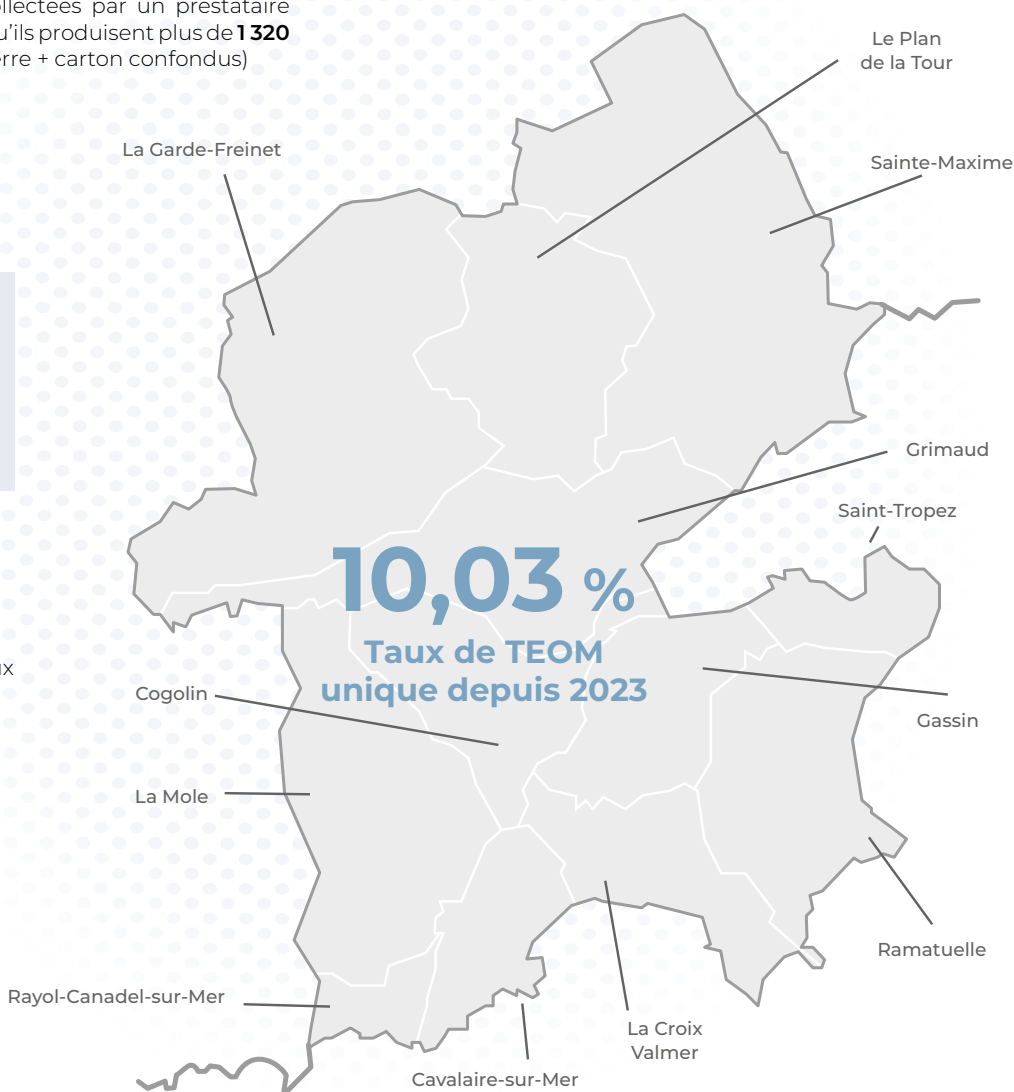 ollectées par un prestataire
u'ils produisent plus de 1 320
erre + carton confondus)
Le Plan
de la Tour
La Garde-Freinet
Sainte-Maxime
Grimaud
Saint-Tropez
10,03 %
Taux de TEOM
unique depuis 2023
ux
Cogolin
Gassin
La Mole
Ramatuelle
Rayol-Canadel-sur-Mer
La Croix
Valmer
Cavalaire-sur-Mer